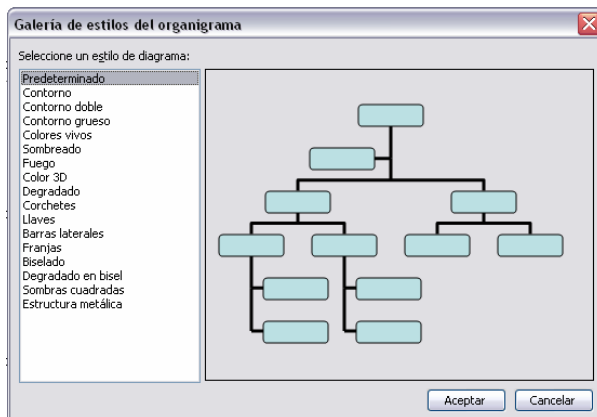 Galería de estilos del organigrama
Seleccione un estilo de diagrama:
Predeterminado
Contorno
Contorno doble
Contorno grueso
Colores vivos
Sombreado
Fuego
Color 3D
Degradado
Corchetes
Llaves
Barras laterales
Franjas
Biselado
Degradado en bisel
Sombras cuadradas
Estructura metálica
Aceptar
Cancelar